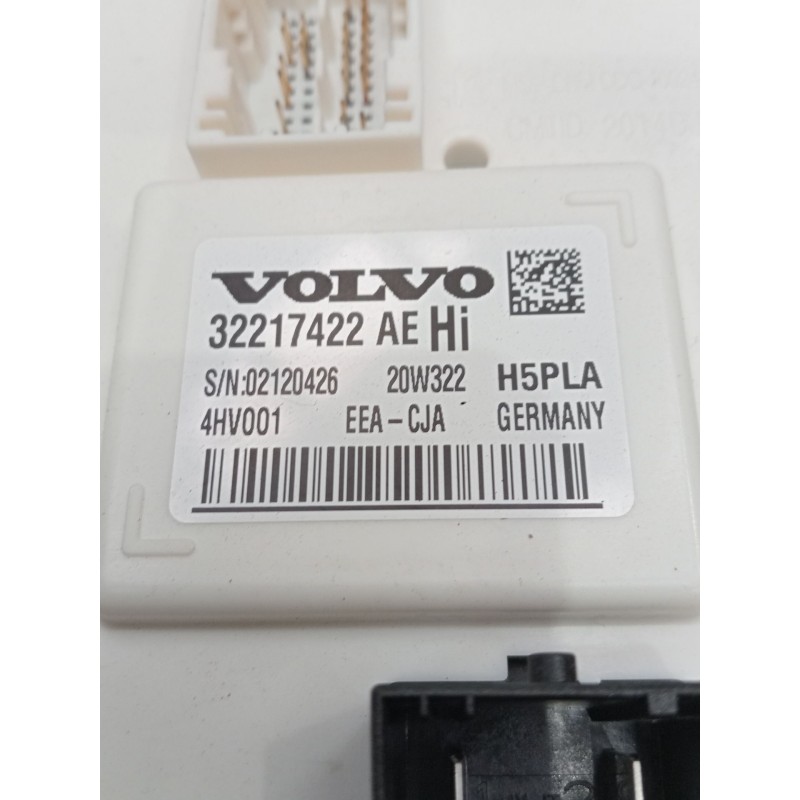 VOLVO
32217422 AE Hi
S/N:02120426 20W322 H5PLA
4HV001 EEA-CJA GERMANY